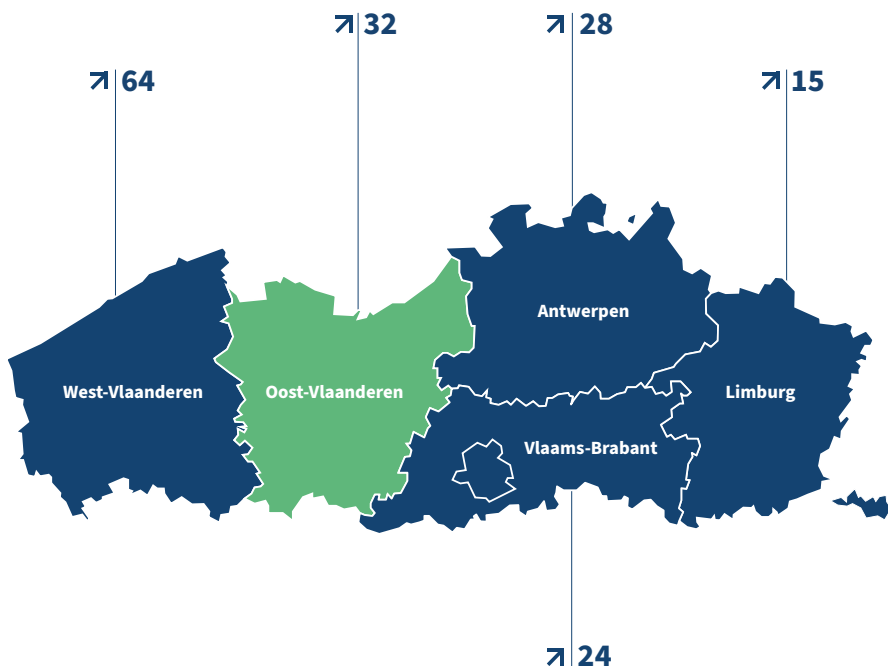 32
28
64
15
Antwerpen
West-Vlaanderen
Oost-Vlaanderen
Limburg
Vlaams-Brabant
24